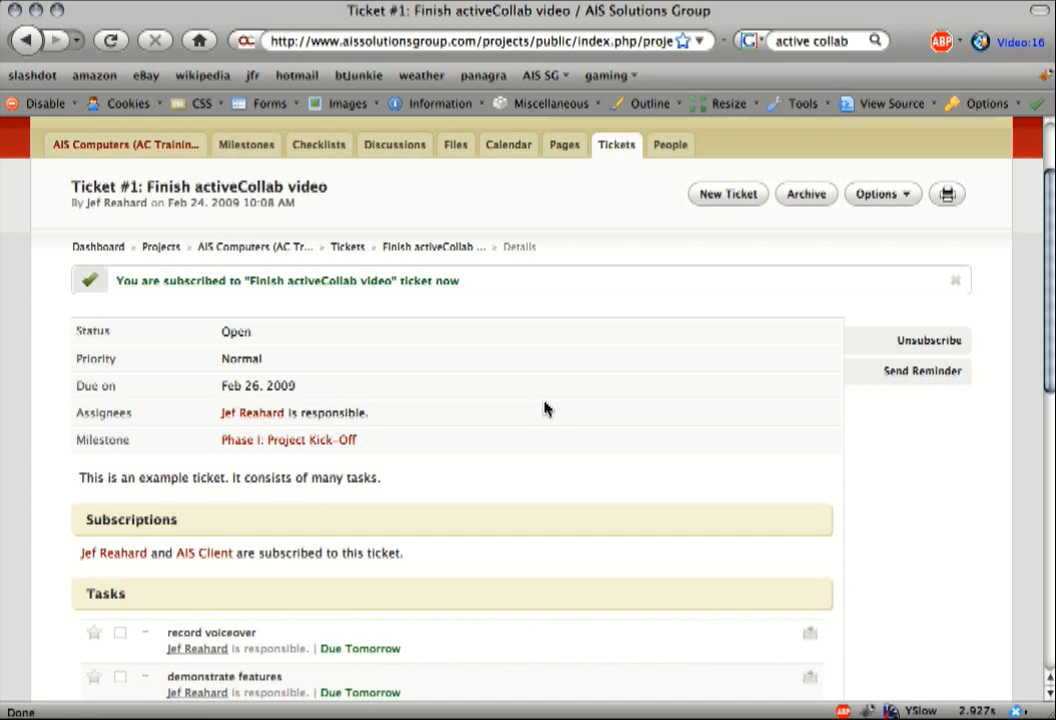 Ticket #1: Finish activeCollab video / AIS Solutions Group
http://www.aissolutionsgroup.com/projects/public/index.php/proje
active collab
ABP
Video:16
slashdot amazon eBay wikipedia jfr hotmail btJunkie weather panagra AIS SG gaming
Disable Cookies CSS Forms Images Information Miscellaneous Outline Resize Tools View Source Options
AIS Computers (AC Trainin... Milestones Checklists Discussions Files Calendar Pages Tickets People
Ticket #1: Finish activeCollab video
By Jef Reahard on Feb 24. 2009 10:08 AM
New Ticket Archive Options
Dashboard » Projects » AIS Computers (AC Tr... » Tickets » Finish activeCollab ... » Details
You are subscribed to "Finish activeCollab video" ticket now
Status Open
Priority Normal
Due on Feb 26. 2009
Assignees Jef Reahard is responsible.
Milestone Phase I: Project Kick-Off
Unsubscribe
Send Reminder
This is an example ticket. It consists of many tasks.
Subscriptions
Jef Reahard and AIS Client are subscribed to this ticket.
Tasks
record voiceover
Jef Reahard is responsible. | Due Tomorrow
demonstrate features
Jef Reahard is responsible. | Due Tomorrow
Done
ABP
YSlow 2.927s